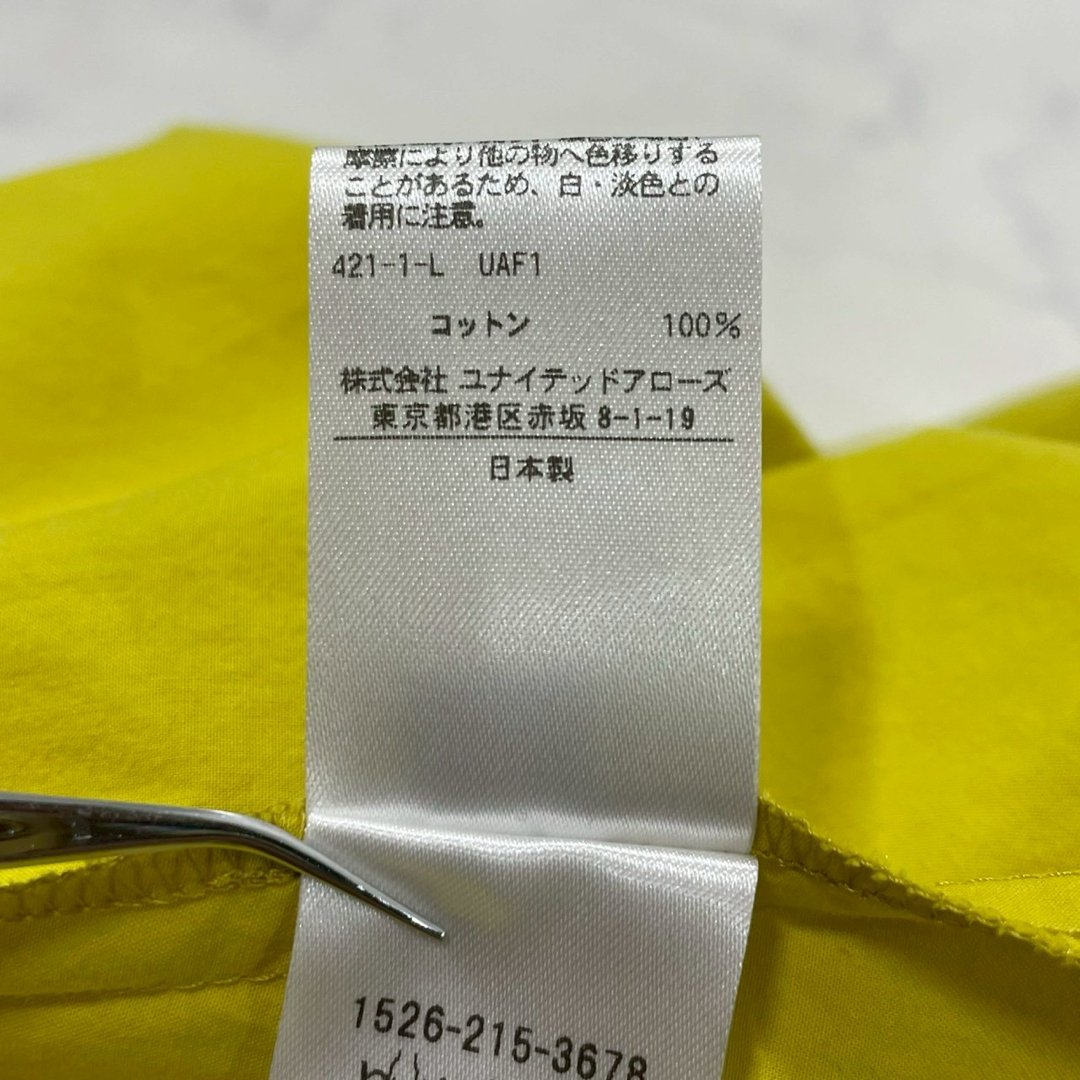 摩擦により他の物へ色移りする
ことがあるため、白・淡色との
着用に注意。
421-1-L UAF1
コットン 100%
株式会社 ユナイテッドアローズ
東京都港区赤坂 8-1-19
日本製
1526-215-3678